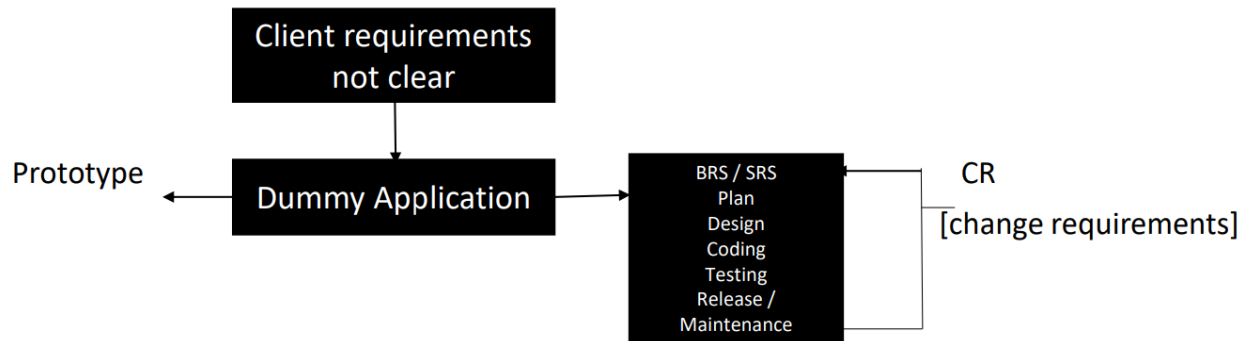 Client requirements
not clear
Prototype
Dummy Application
BRS / SRS
Plan
Design
Coding
Testing
Release /
Maintenance
CR
[change requirements]